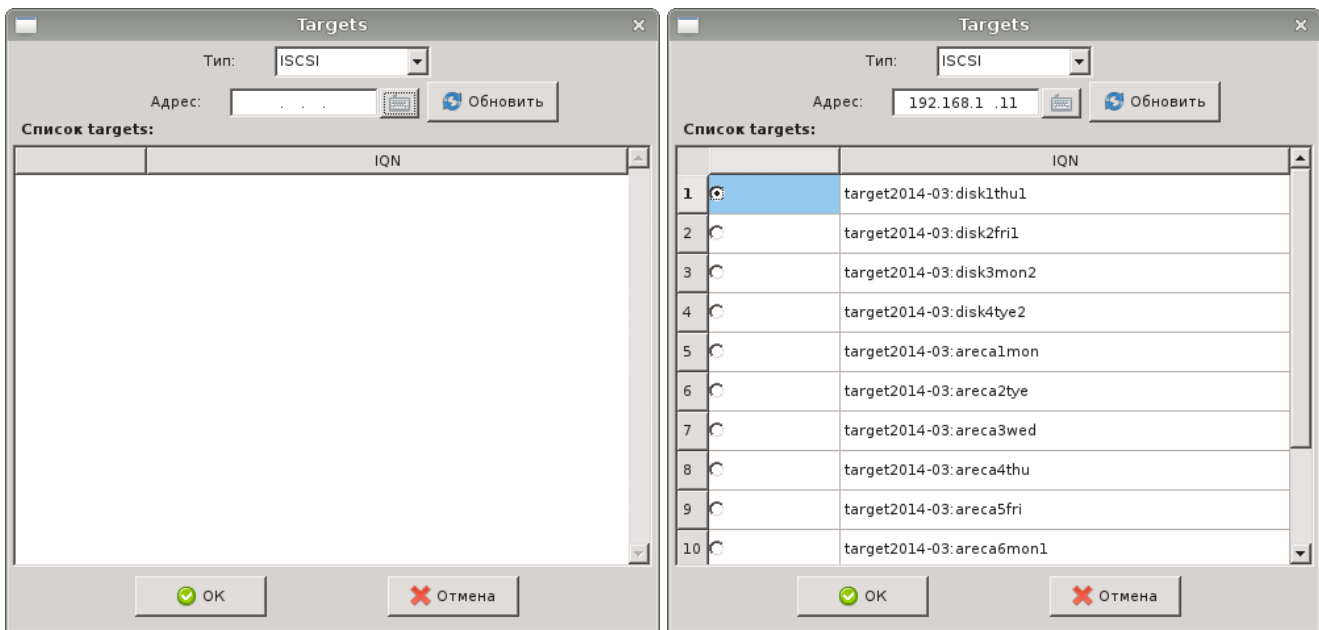 Targets
Тип: ISCSI
Адрес: . . .
Обновить
Список targets:
IQN
OK
Отмена
Targets
Тип: ISCSI
Адрес: 192.168.1 .11
Обновить
Список targets:
IQN
1 target2014-03:disk1thu1
2 target2014-03:disk2fri1
3 target2014-03:disk3mon2
4 target2014-03:disk4tye2
5 target2014-03:areca1mon
6 target2014-03:areca2tye
7 target2014-03:areca3wed
8 target2014-03:areca4thu
9 target2014-03:areca5fri
10 target2014-03:areca6mon1
OK
Отмена